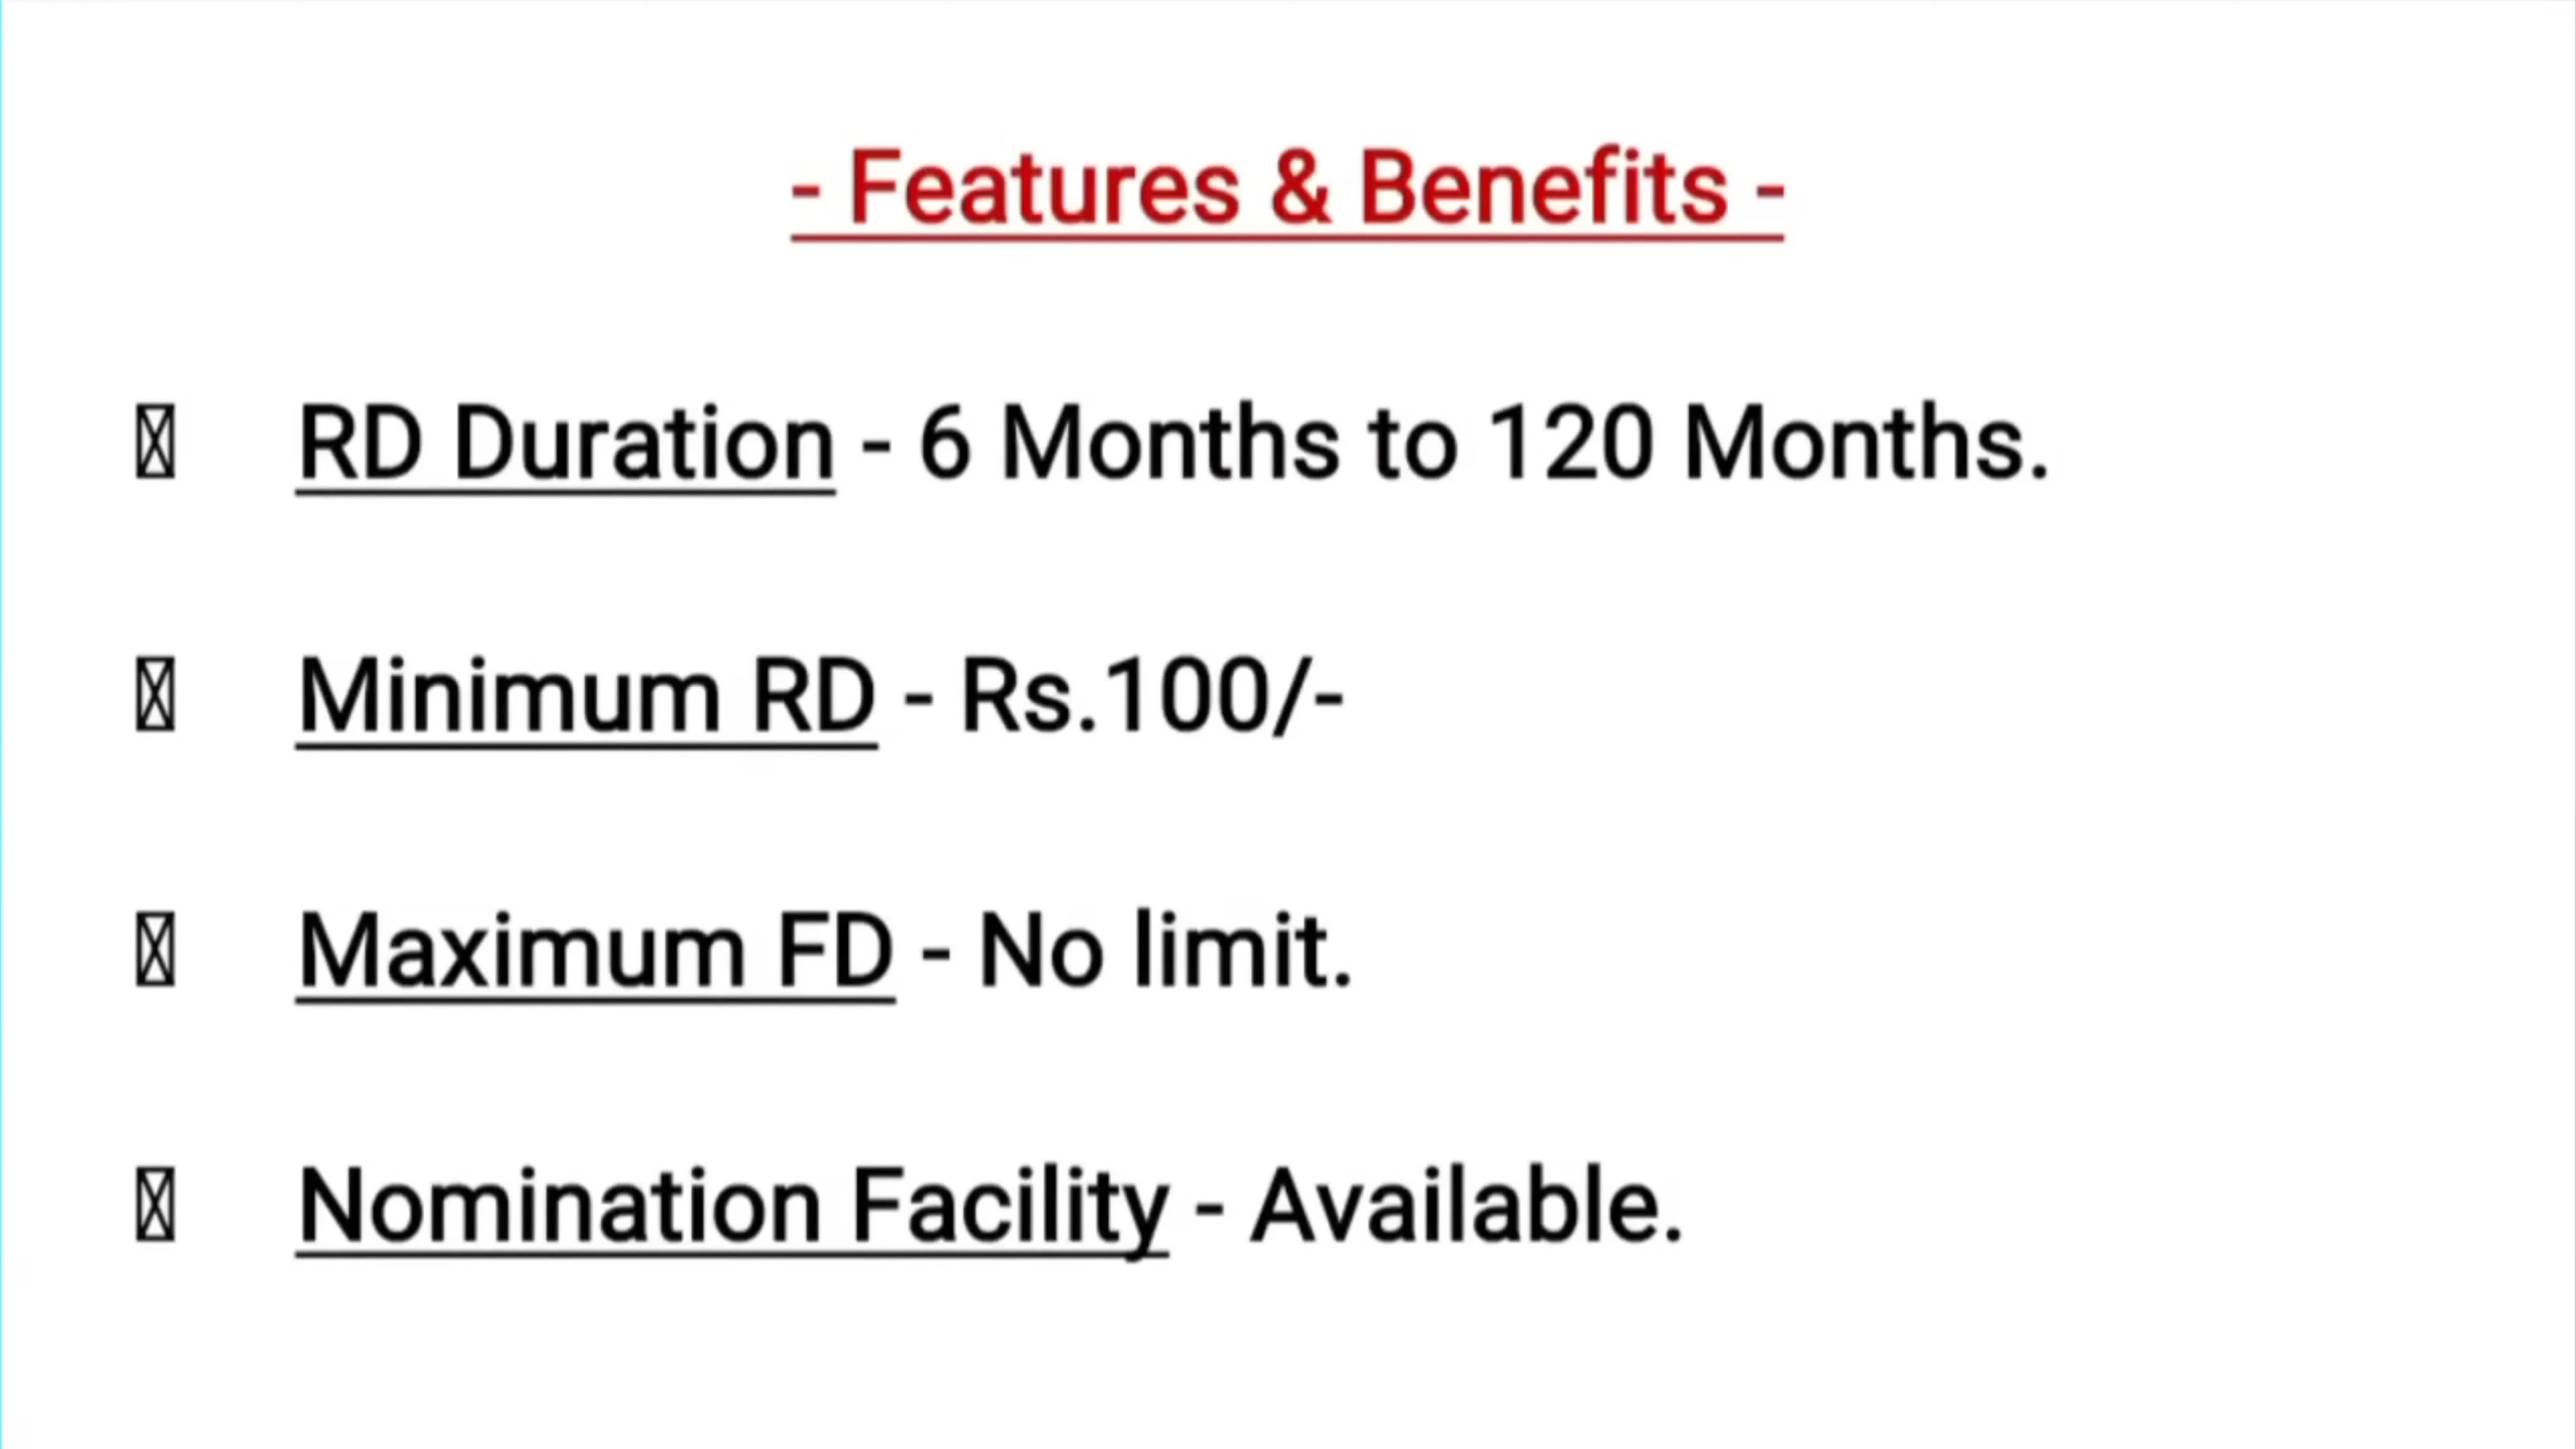 - Features & Benefits -
RD Duration - 6 Months to 120 Months.
Minimum RD - Rs.100/-
Maximum FD - No limit.
Nomination Facility - Available.